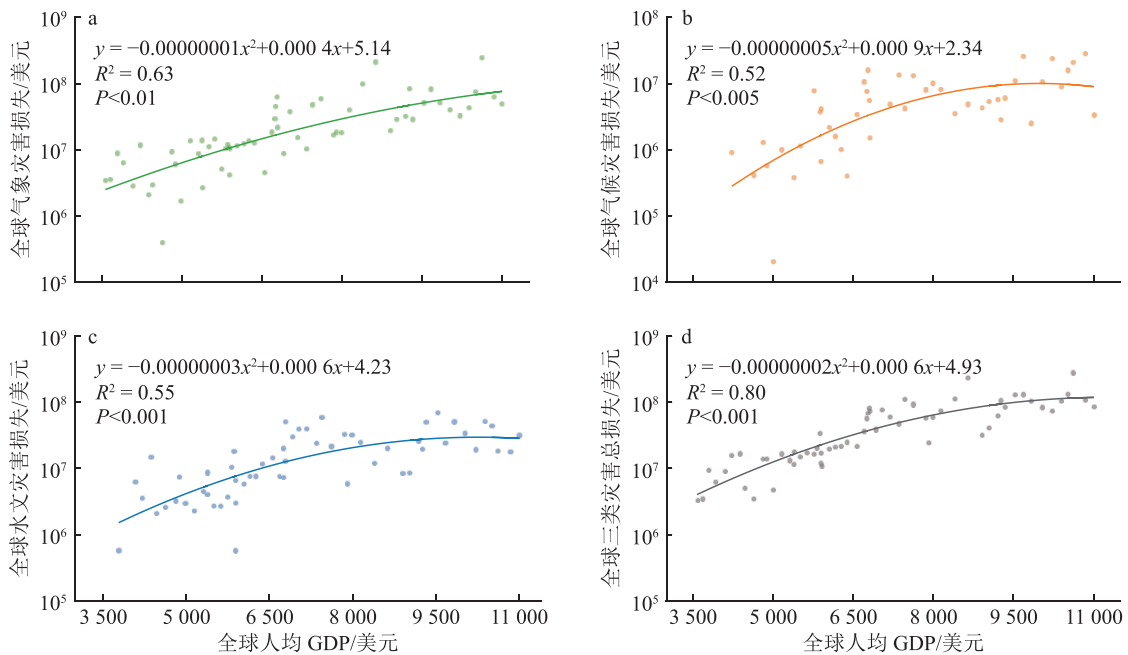 a
y = −0.00000001x²+0.000 4x+5.14
R² = 0.63
P<0.01
10⁹
10⁸
10⁷
10⁶
10⁵
全球气象灾害损失/美元
b
y = −0.00000005x²+0.000 9x+2.34
R² = 0.52
P<0.005
10⁸
10⁷
10⁶
10⁵
10⁴
全球气候灾害损失/美元
c
y = −0.00000003x²+0.000 6x+4.23
R² = 0.55
P<0.001
10⁹
10⁸
10⁷
10⁶
10⁵
全球水文灾害损失/美元
3 500 5 000 6 500 8 000 9 500 11 000
全球人均 GDP/美元
d
y = −0.00000002x²+0.000 6x+4.93
R² = 0.80
P<0.001
10⁹
10⁸
10⁷
10⁶
10⁵
全球三类灾害总损失/美元
3 500 5 000 6 500 8 000 9 500 11 000
全球人均 GDP/美元